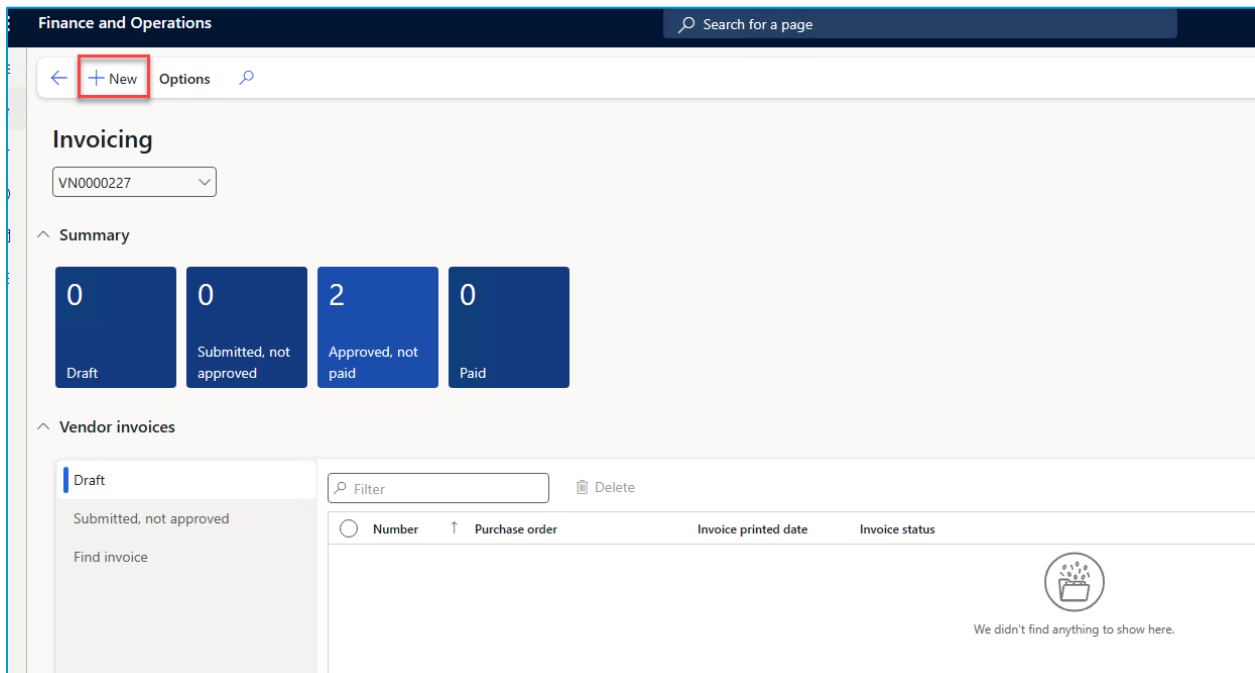 Finance and Operations
Search for a page
New Options
Invoicing
VN0000227
Summary
0 0 2 0
Draft Submitted, not approved Approved, not paid Paid
Vendor invoices
Draft
Submitted, not approved
Find invoice
Filter Delete
Number Purchase order Invoice printed date Invoice status
We didn't find anything to show here.